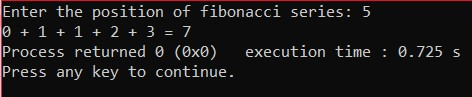 Enter the position of fibonacci series: 5
0 + 1 + 1 + 2 + 3 = 7
Process returned 0 (0x0)   execution time : 0.725 s
Press any key to continue.